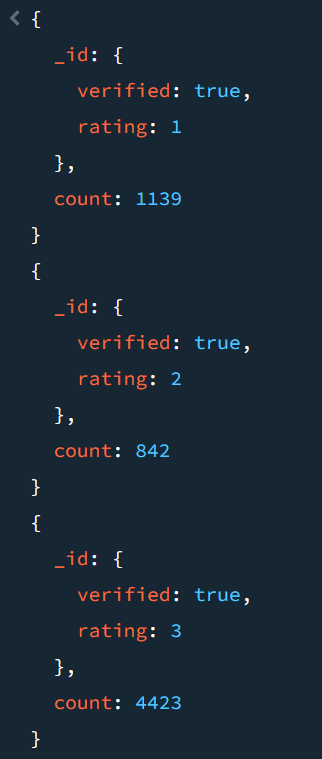 {
  _id: {
    verified: true,
    rating: 1
  },
  count: 1139
}
{
  _id: {
    verified: true,
    rating: 2
  },
  count: 842
}
{
  _id: {
    verified: true,
    rating: 3
  },
  count: 4423
}